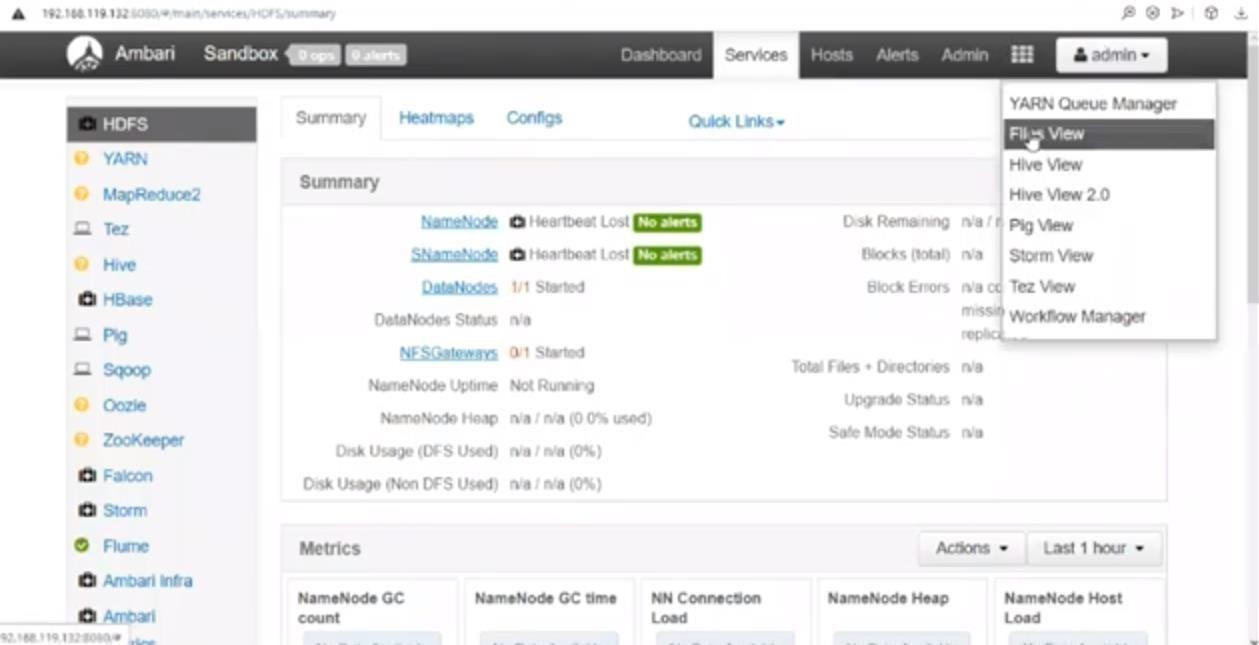 192.168.119.132:8080/#/main/services/HDFS/summary
Ambari Sandbox 0 ops 0 alerts Dashboard Services Hosts Alerts Admin admin
YARN Queue Manager
Files View
Hive View
Hive View 2.0
Pig View
Storm View
Tez View
Workflow Manager
HDFS
YARN
MapReduce2
Tez
Hive
HBase
Pig
Sqoop
Oozie
ZooKeeper
Falcon
Storm
Flume
Ambari Infra
Ambari
Summary Heatmaps Configs Quick Links
Summary
NameNode Heartbeat Lost No alerts
SNameNode Heartbeat Lost No alerts
DataNodes 1/1 Started
DataNodes Status n/a
NFSGateways 0/1 Started
NameNode Uptime Not Running
NameNode Heap n/a / n/a (0.0% used)
Disk Usage (DFS Used) n/a / n/a (0%)
Disk Usage (Non DFS Used) n/a / n/a (0%)
Disk Remaining n/a /
Blocks (total) n/a
Block Errors n/a
Total Files + Directories n/a
Upgrade Status n/a
Safe Mode Status n/a
Metrics Actions Last 1 hour
NameNode GC count
NameNode GC time
NN Connection Load
NameNode Heap
NameNode Host Load
92.168.119.132:8080/#